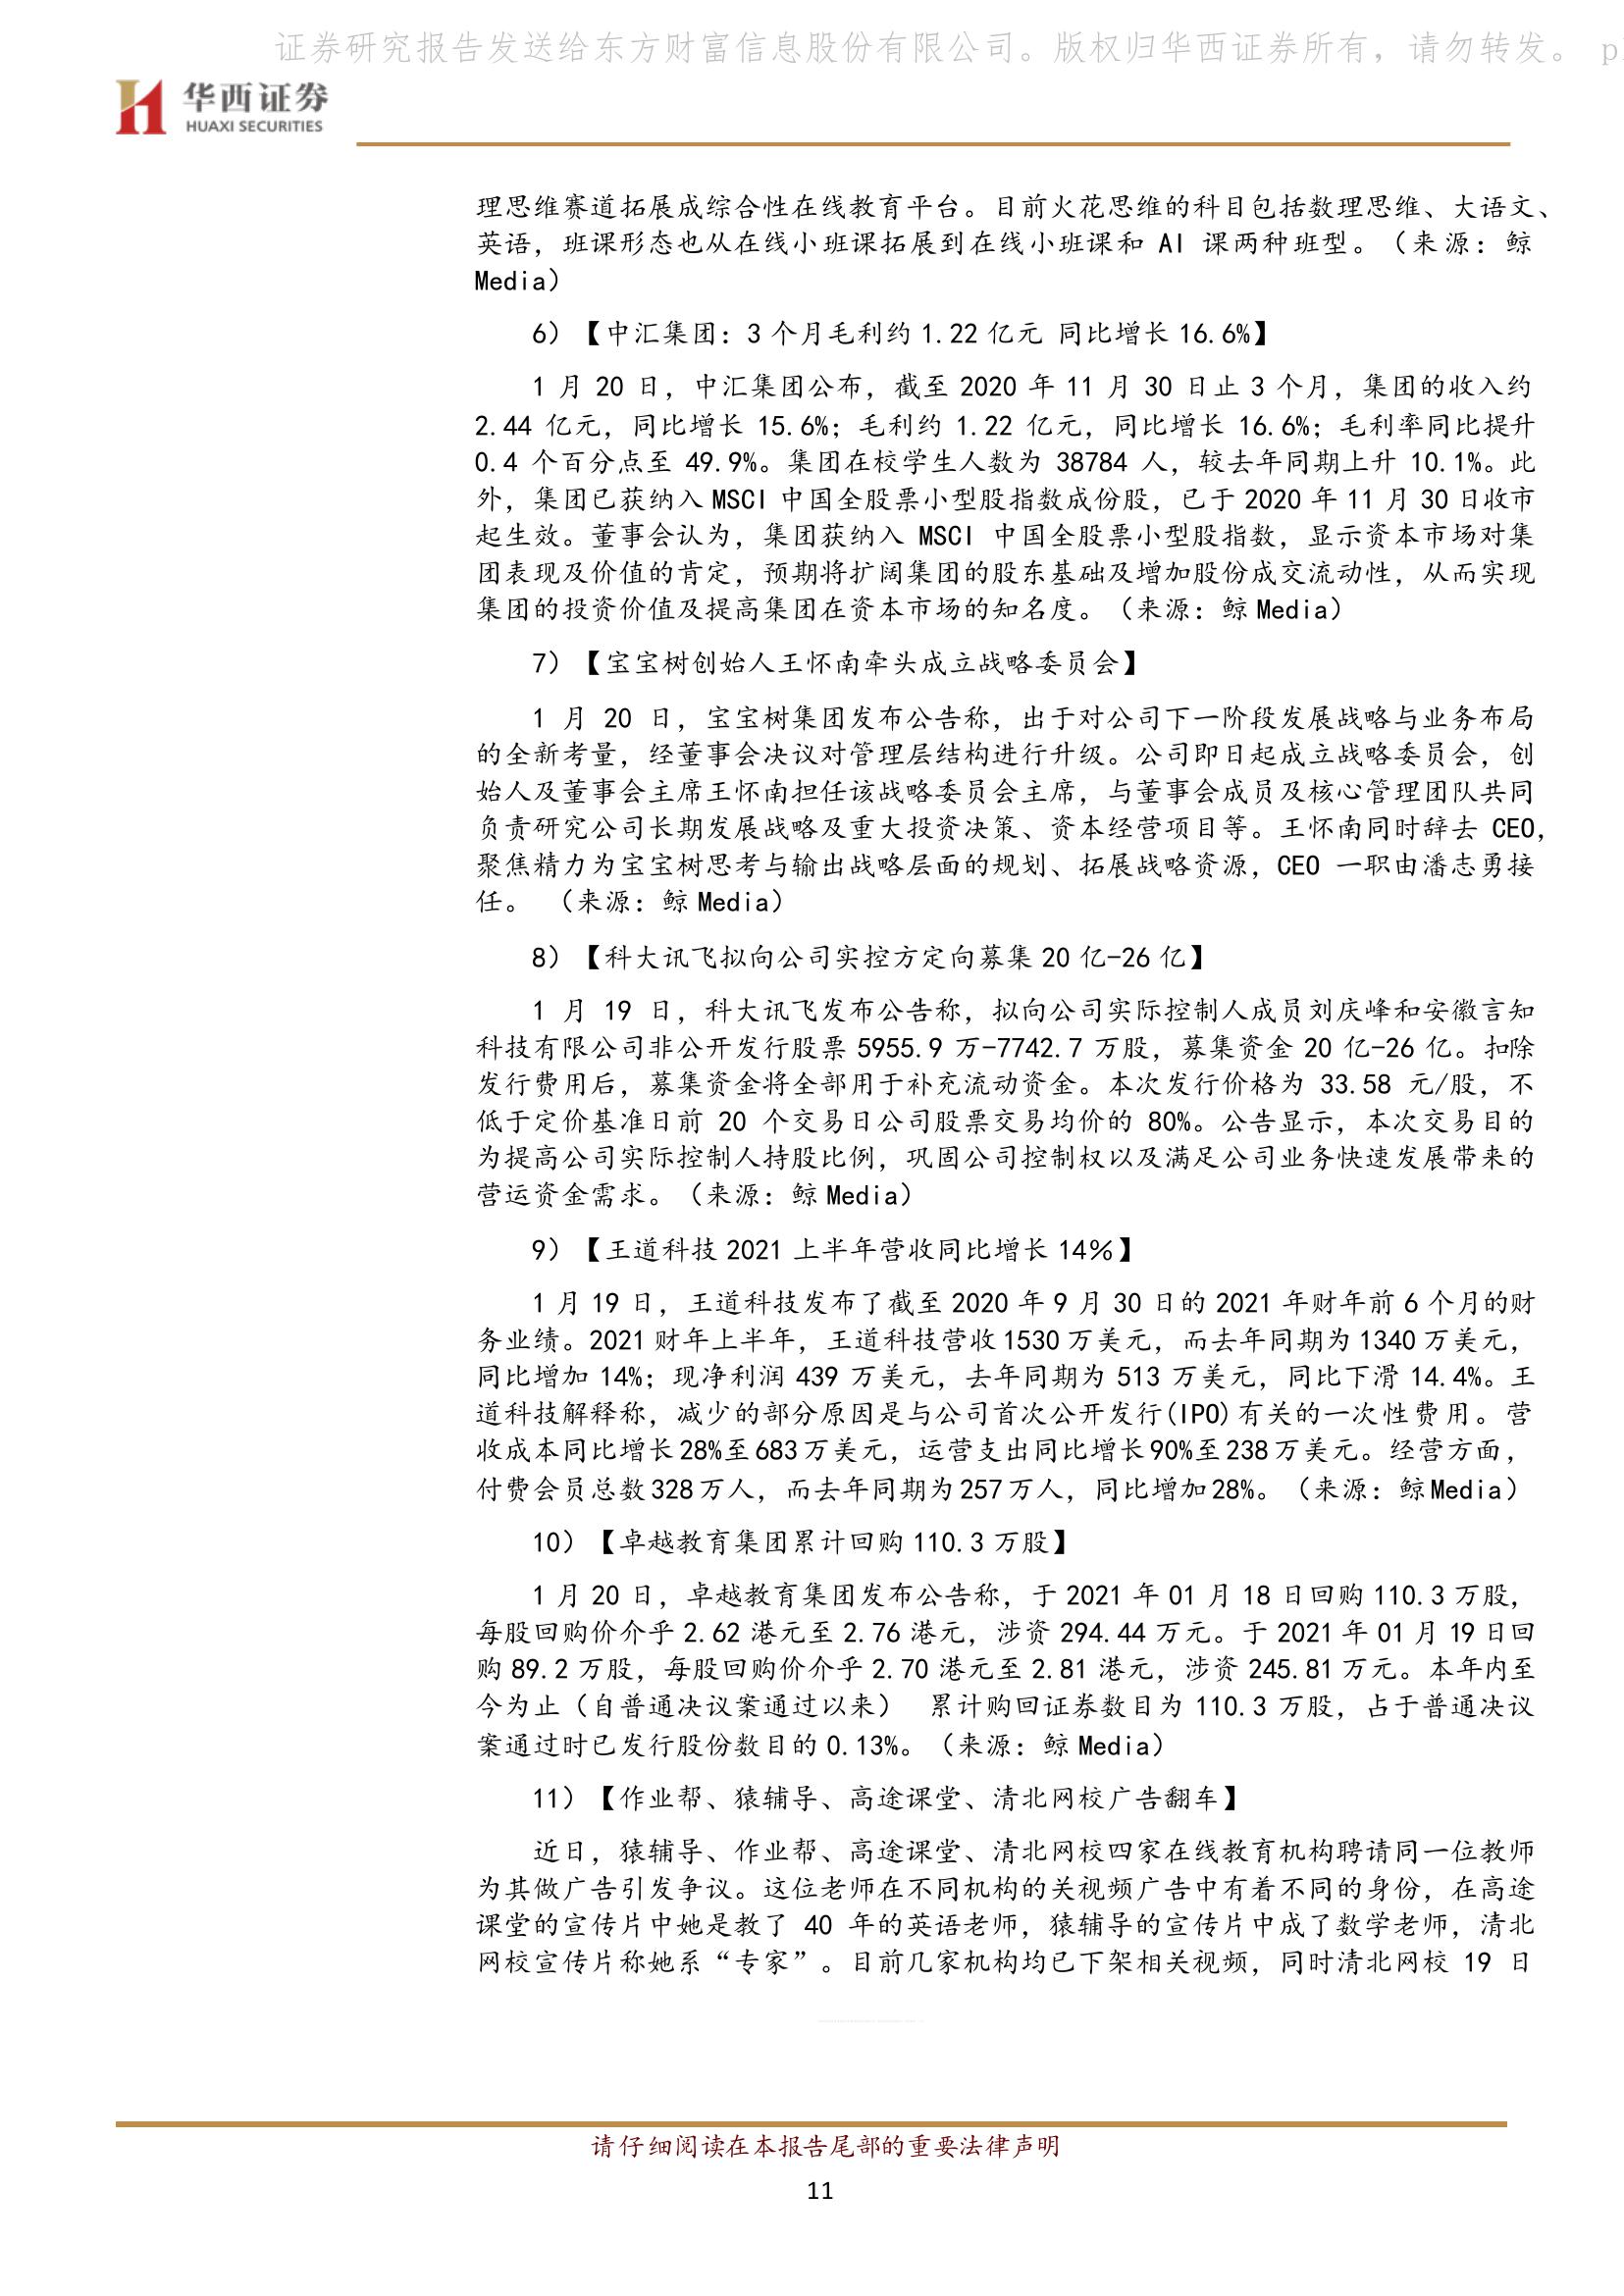 证券研究报告发送给东方财富信息股份有限公司。版权归华西证券所有，请勿转发。 p
华西证券
HUAXI SECURITIES
理思维赛道拓展成综合性在线教育平台。目前火花思维的科目包括数理思维、大语文、
英语，班课形态也从在线小班课拓展到在线小班课和 AI 课两种班型。（来源：鲸
Media）
6）【中汇集团：3 个月毛利约 1.22 亿元 同比增长 16.6%】
1 月 20 日，中汇集团公布，截至 2020 年 11 月 30 日止 3 个月，集团的收入约
2.44 亿元，同比增长 15.6%；毛利约 1.22 亿元，同比增长 16.6%；毛利率同比提升
0.4 个百分点至 49.9%。集团在校学生人数为 38784 人，较去年同期上升 10.1%。此
外，集团已获纳入 MSCI 中国全股票小型股指数成份股，已于 2020 年 11 月 30 日收市
起生效。董事会认为，集团获纳入 MSCI 中国全股票小型股指数，显示资本市场对集
团表现及价值的肯定，预期将扩阔集团的股东基础及增加股份成交流动性，从而实现
集团的投资价值及提高集团在资本市场的知名度。（来源：鲸 Media）
7）【宝宝树创始人王怀南牵头成立战略委员会】
1 月 20 日，宝宝树集团发布公告称，出于对公司下一阶段发展战略与业务布局
的全新考量，经董事会决议对管理层结构进行升级。公司即日起成立战略委员会，创
始人及董事会主席王怀南担任该战略委员会主席，与董事会成员及核心管理团队共同
负责研究公司长期发展战略及重大投资决策、资本经营项目等。王怀南同时辞去 CEO，
聚焦精力为宝宝树思考与输出战略层面的规划、拓展战略资源，CEO 一职由潘志勇接
任。 （来源：鲸 Media）
8）【科大讯飞拟向公司实控方定向募集 20 亿-26 亿】
1 月 19 日，科大讯飞发布公告称，拟向公司实际控制人成员刘庆峰和安徽言知
科技有限公司非公开发行股票 5955.9 万-7742.7 万股，募集资金 20 亿-26 亿。扣除
发行费用后，募集资金将全部用于补充流动资金。本次发行价格为 33.58 元/股，不
低于定价基准日前 20 个交易日公司股票交易均价的 80%。公告显示，本次交易目的
为提高公司实际控制人持股比例，巩固公司控制权以及满足公司业务快速发展带来的
营运资金需求。（来源：鲸 Media）
9）【王道科技 2021 上半年营收同比增长 14%】
1 月 19 日，王道科技发布了截至 2020 年 9 月 30 日的 2021 年财年前 6 个月的财
务业绩。2021 财年上半年，王道科技营收 1530 万美元，而去年同期为 1340 万美元，
同比增加 14%；现净利润 439 万美元，去年同期为 513 万美元，同比下滑 14.4%。王
道科技解释称，减少的部分原因是与公司首次公开发行(IPO)有关的一次性费用。营
收成本同比增长 28%至 683 万美元，运营支出同比增长 90%至 238 万美元。经营方面，
付费会员总数 328 万人，而去年同期为 257 万人，同比增加 28%。（来源：鲸 Media）
10）【卓越教育集团累计回购 110.3 万股】
1 月 20 日，卓越教育集团发布公告称，于 2021 年 01 月 18 日回购 110.3 万股，
每股回购价介乎 2.62 港元至 2.76 港元，涉资 294.44 万元。于 2021 年 01 月 19 日回
购 89.2 万股，每股回购价介乎 2.70 港元至 2.81 港元，涉资 245.81 万元。本年内至
今为止（自普通决议案通过以来） 累计购回证券数目为 110.3 万股，占于普通决议
案通过时已发行股份数目的 0.13%。（来源：鲸 Media）
11）【作业帮、猿辅导、高途课堂、清北网校广告翻车】
近日，猿辅导、作业帮、高途课堂、清北网校四家在线教育机构聘请同一位教师
为其做广告引发争议。这位老师在不同机构的关视频广告中有着不同的身份，在高途
课堂的宣传片中她是教了 40 年的英语老师，猿辅导的宣传片中成了数学老师，清北
网校宣传片称她系“专家”。目前几家机构均已下架相关视频，同时清北网校 19 日
请仔细阅读在本报告尾部的重要法律声明
11